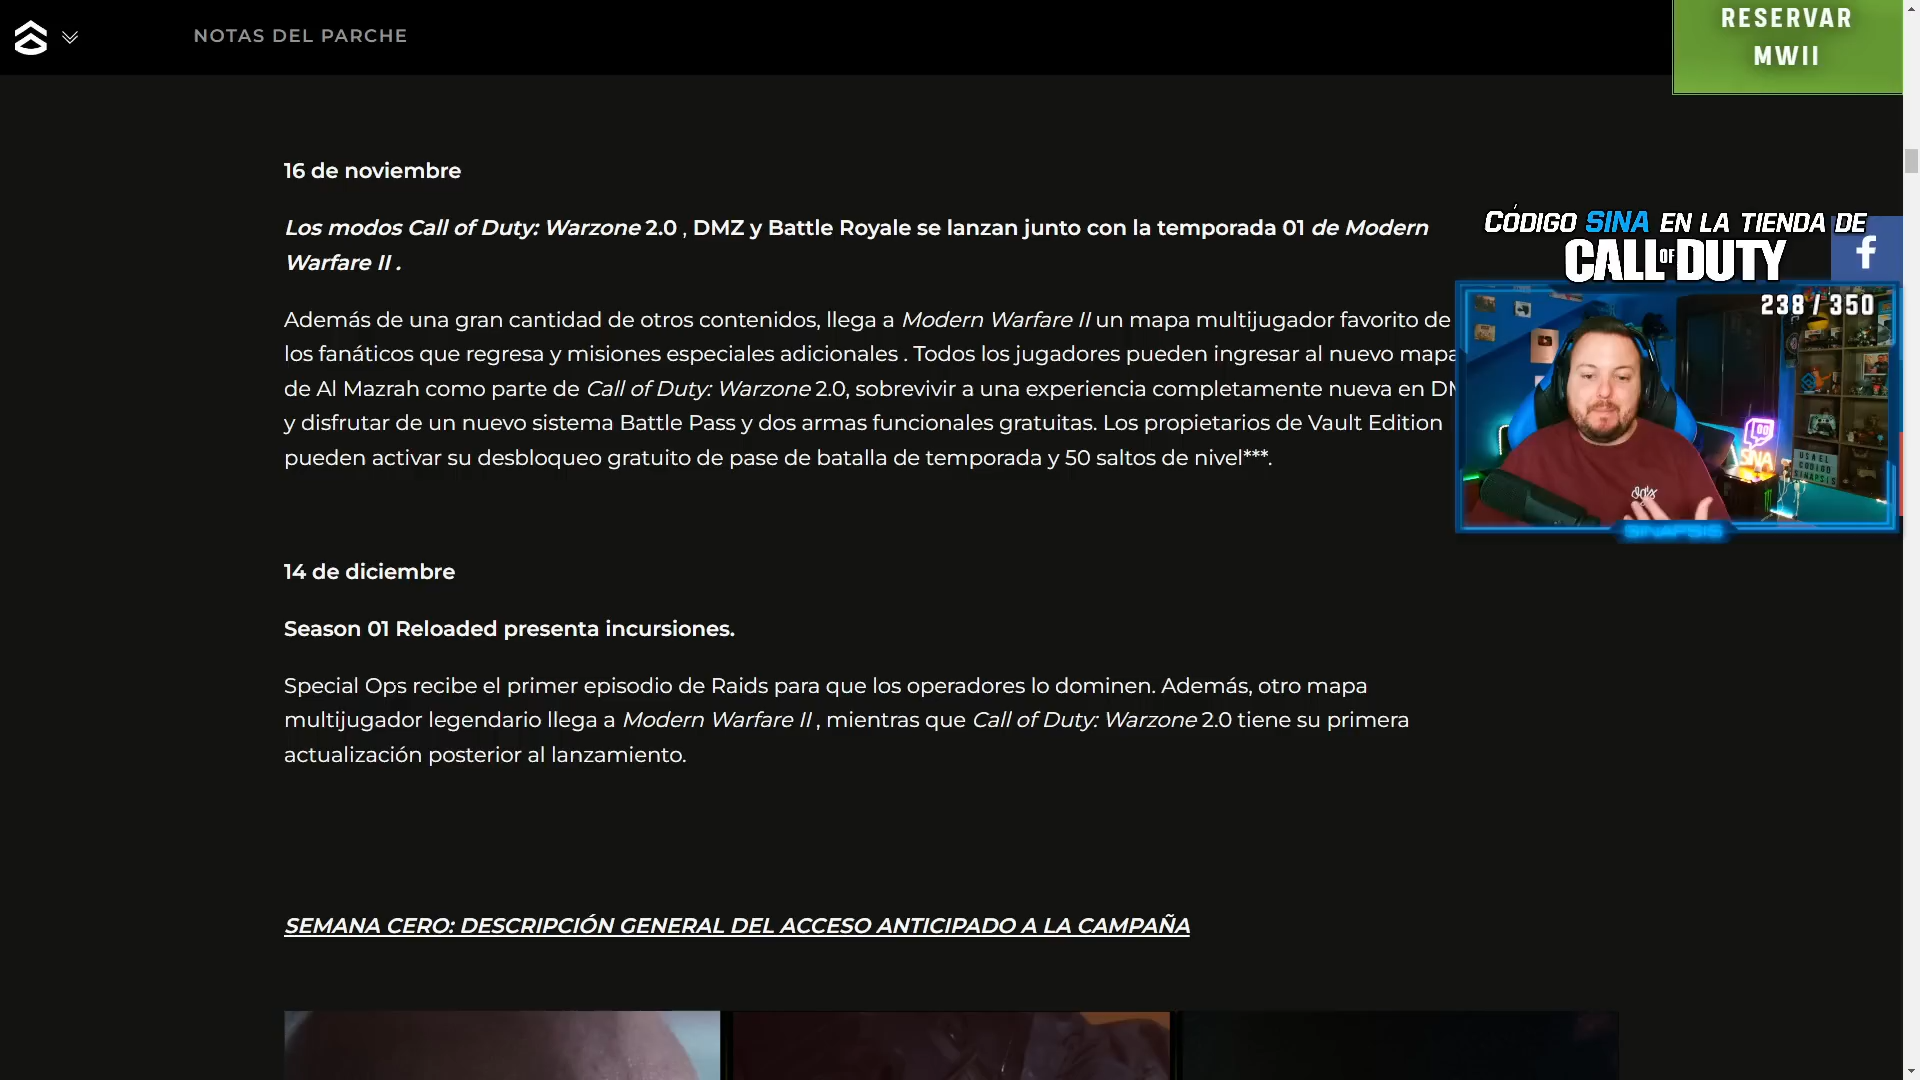 NOTAS DEL PARCHE
RESERVAR
MWII
16 de noviembre
Los modos Call of Duty: Warzone 2.0 , DMZ y Battle Royale se lanzan junto con la temporada 01 de Modern
Warfare II .
Además de una gran cantidad de otros contenidos, llega a Modern Warfare II un mapa multijugador favorito de
los fanáticos que regresa y misiones especiales adicionales . Todos los jugadores pueden ingresar al nuevo mapa
de Al Mazrah como parte de Call of Duty: Warzone 2.0, sobrevivir a una experiencia completamente nueva en DM
y disfrutar de un nuevo sistema Battle Pass y dos armas funcionales gratuitas. Los propietarios de Vault Edition
pueden activar su desbloqueo gratuito de pase de batalla de temporada y 50 saltos de nivel***.
CÓDIGO SINA EN LA TIENDA DE
CALL OF DUTY
f
238 / 350
SINA
USA EL
CODIGO
SINAPSIS
SINAPSIS
14 de diciembre
Season 01 Reloaded presenta incursiones.
Special Ops recibe el primer episodio de Raids para que los operadores lo dominen. Además, otro mapa
multijugador legendario llega a Modern Warfare II , mientras que Call of Duty: Warzone 2.0 tiene su primera
actualización posterior al lanzamiento.
SEMANA CERO: DESCRIPCIÓN GENERAL DEL ACCESO ANTICIPADO A LA CAMPAÑA